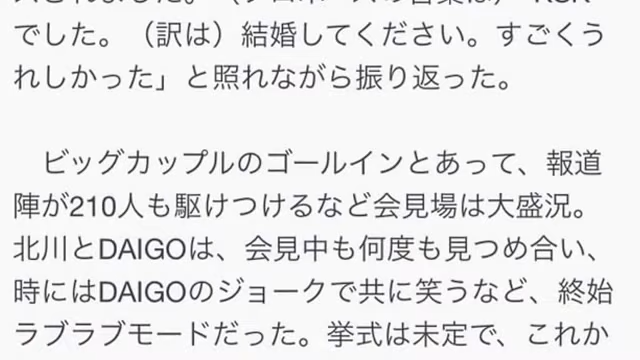 でした。（訳は）結婚してください。すごくう
れしかった」と照れながら振り返った。
ビッグカップルのゴールインとあって、報道
陣が210人も駆けつけるなど会見場は大盛況。
北川とDAIGOは、会見中も何度も見つめ合い、
時にはDAIGOのジョークで共に笑うなど、終始
ラブラブモードだった。挙式は未定で、これか